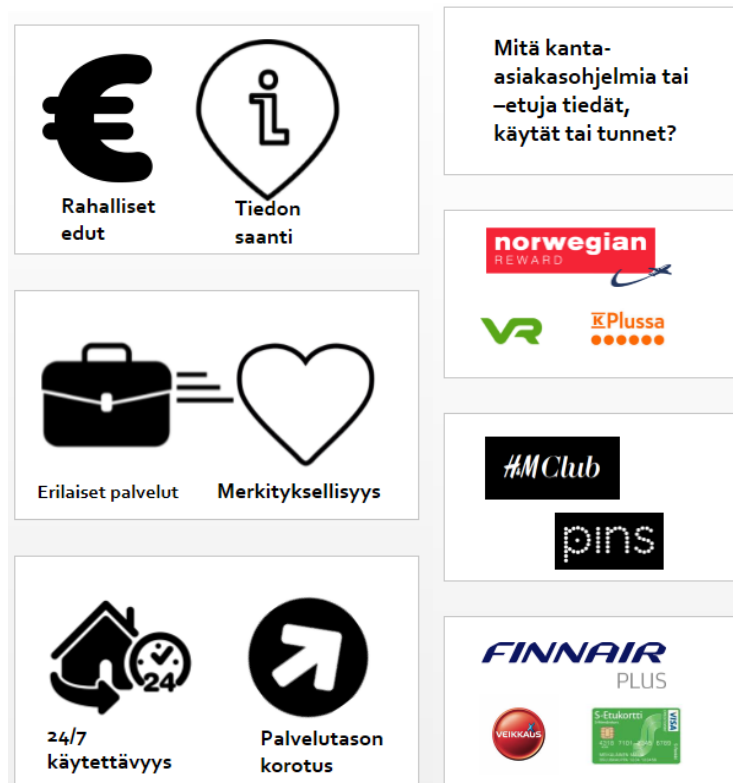 €
Rahalliset
edut
i
Tiedon
saanti
Erilaiset palvelut
Merkityksellisyys
24
24/7
käytettävyys
Palvelutason
korotus
Mitä kanta-
asiakasohjelmia tai
–etuja tiedät,
käytät tai tunnet?
norwegian
REWARD
VR
K Plussa
H&M Club
pins
FINNAIR
PLUS
VEIKKAUS
S-Etukortti
VISA